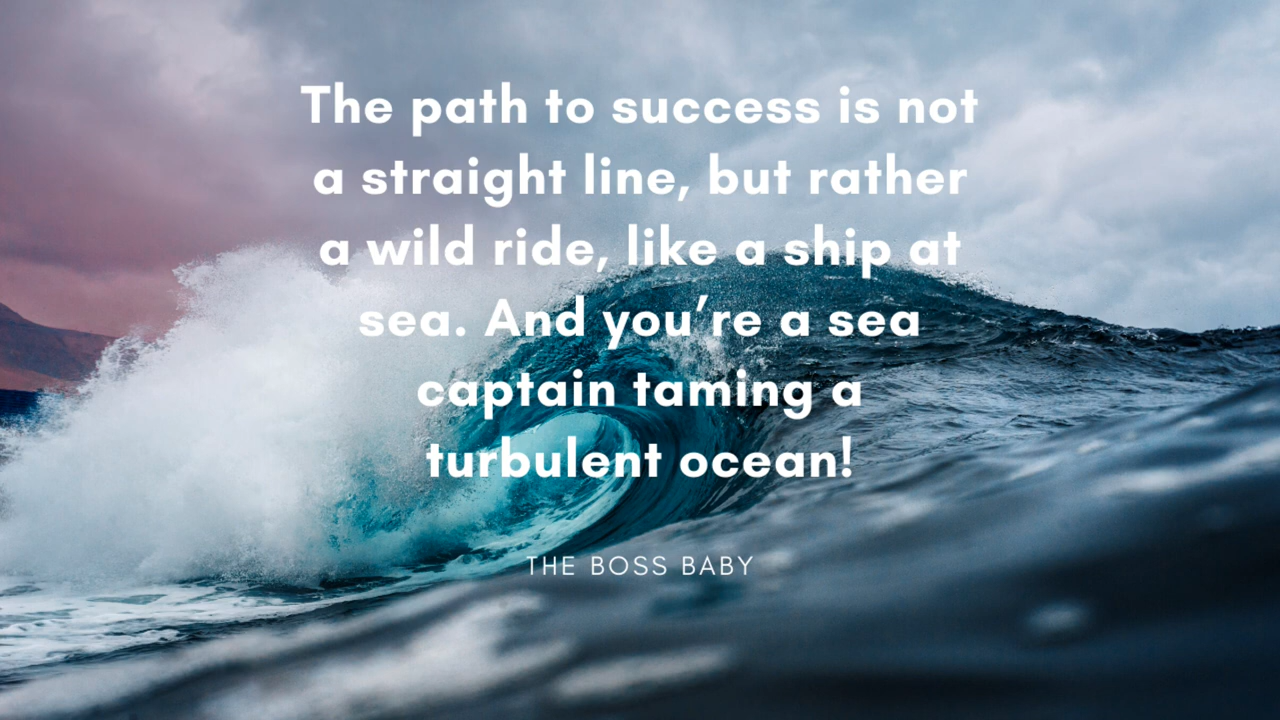 The path to success is not
a straight line, but rather
a wild ride, like a ship at
sea. And you’re a sea
captain taming a
turbulent ocean!
THE BOSS BABY